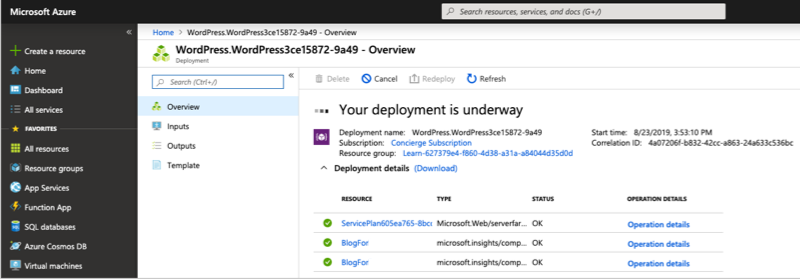 Microsoft Azure
Search resources, services, and docs (G+/)
Create a resource
Home
Dashboard
All services
FAVORITES
All resources
Resource groups
App Services
Function App
SQL databases
Azure Cosmos DB
Virtual machines
Home > WordPress.WordPress3ce15872-9a49 - Overview
WordPress.WordPress3ce15872-9a49 - Overview
Deployment
Search (Ctrl+/)
Overview
Inputs
Outputs
Template
Delete Cancel Redeploy Refresh
Your deployment is underway
Deployment name: WordPress.WordPress3ce15872-9a49
Subscription: Concierge Subscription
Resource group: Learn-627379e4-f860-4d38-a31a-a84044d35d0d
Start time: 8/23/2019, 3:53:10 PM
Correlation ID: 4a07206f-b832-42cc-a863-24a633c536bc
Deployment details (Download)
RESOURCE TYPE STATUS OPERATION DETAILS
ServicePlan605ea765-8bcc Microsoft.Web/serverfar... OK Operation details
BlogFor microsoft.insights/comp... OK Operation details
BlogFor microsoft.insights/comp... OK Operation details